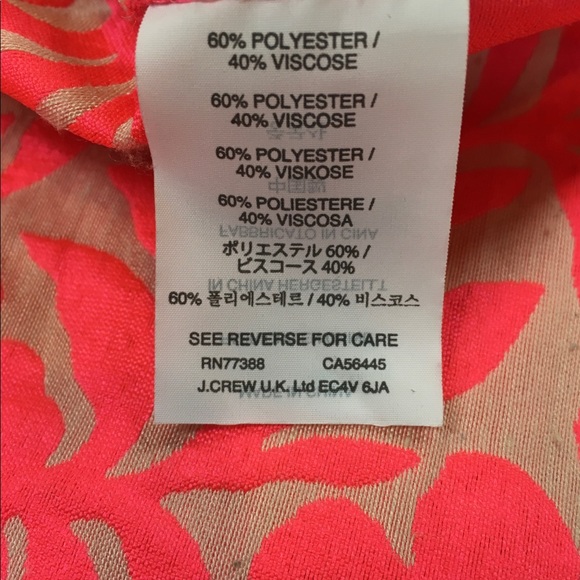 60% POLYESTER /
40% VISCOSE
60% POLYESTER /
40% VISCOSE
60% POLYESTER /
40% VISKOSE
60% POLIESTERE /
40% VISCOSA
ポリエステル 60% /
ビスコース 40%
60% 폴리에스테르 / 40% 비스코스
SEE REVERSE FOR CARE
RN77388 CA56445
J.CREW U.K. Ltd EC4V 6JA